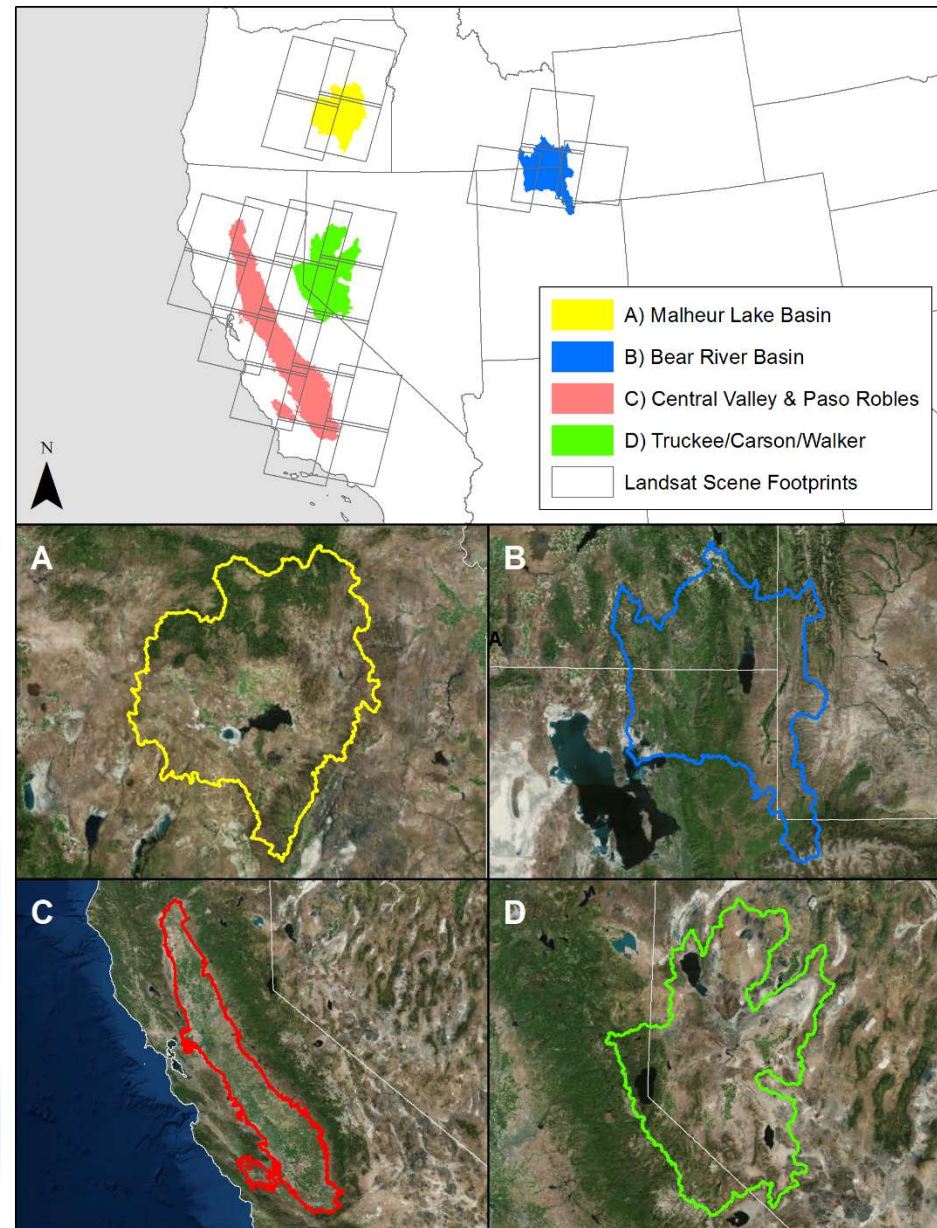 N
A) Malheur Lake Basin
B) Bear River Basin
C) Central Valley & Paso Robles
D) Truckee/Carson/Walker
Landsat Scene Footprints
A
B
A
C
D